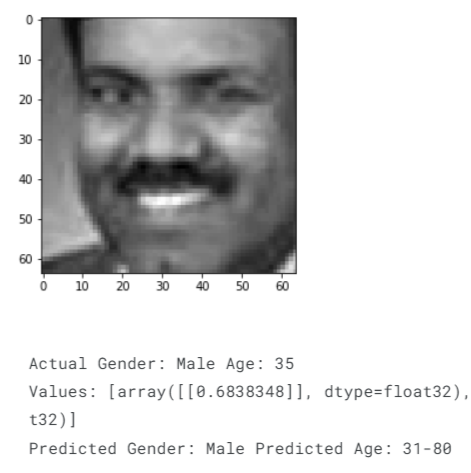 0
10
20
30
40
50
60
0 10 20 30 40 50 60
Actual Gender: Male Age: 35
Values: [array([[0.6838348]], dtype=float32),
t32)]
Predicted Gender: Male Predicted Age: 31-80